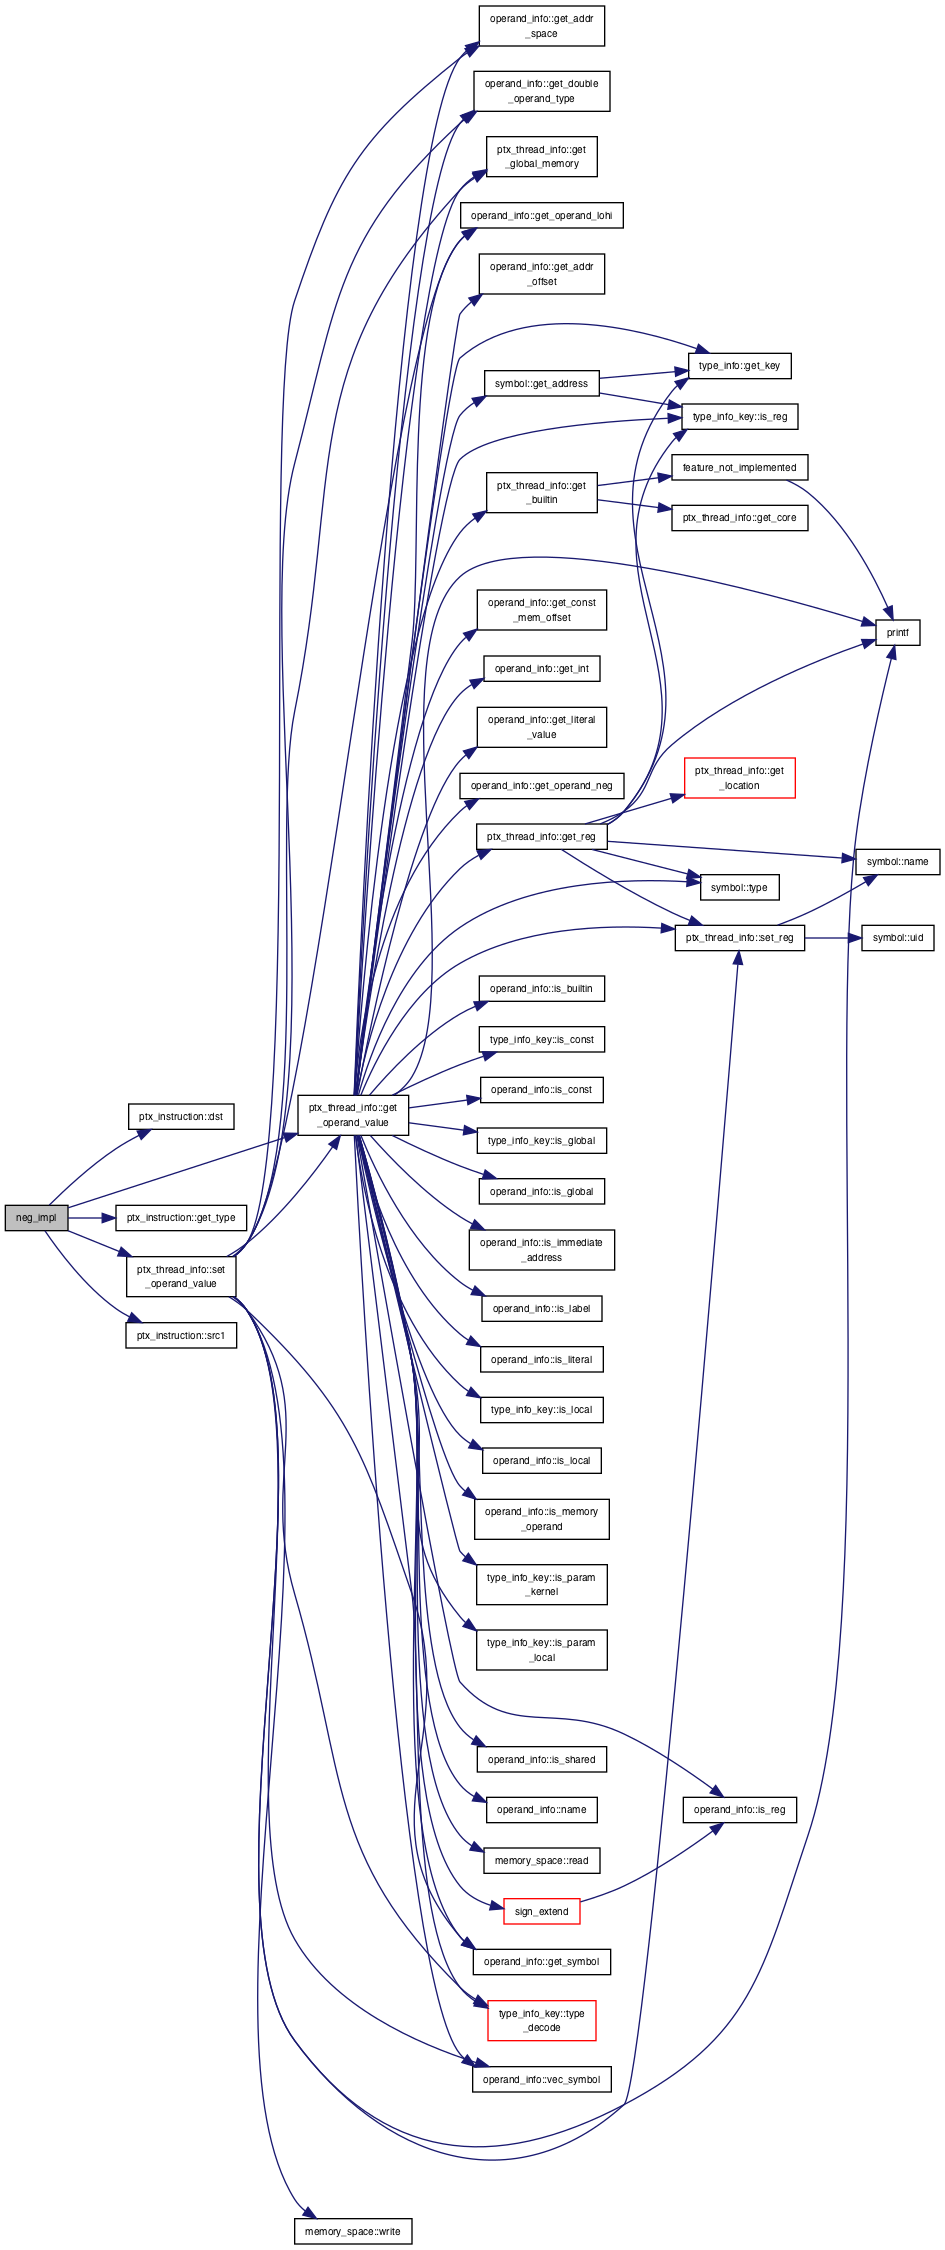 operand_info::get_addr
_space
operand_info::get_double
_operand_type
ptx_thread_info::get
_global_memory
operand_info::get_operand_lohi
operand_info::get_addr
_offset
type_info::get_key
symbol::get_address
type_info_key::is_reg
feature_not_implemented
ptx_thread_info::get
_builtin
ptx_thread_info::get_core
operand_info::get_const
_mem_offset
printf
operand_info::get_int
operand_info::get_literal
_value
ptx_thread_info::get
_location
operand_info::get_operand_neg
ptx_thread_info::get_reg
symbol::name
symbol::type
ptx_thread_info::set_reg
symbol::uid
operand_info::is_builtin
type_info_key::is_const
operand_info::is_const
ptx_thread_info::get
_operand_value
ptx_instruction::dst
type_info_key::is_global
operand_info::is_global
neg_impl
ptx_instruction::get_type
operand_info::is_immediate
_address
ptx_thread_info::set
_operand_value
operand_info::is_label
ptx_instruction::src1
operand_info::is_literal
type_info_key::is_local
operand_info::is_local
operand_info::is_memory
_operand
type_info_key::is_param
_kernel
type_info_key::is_param
_local
operand_info::is_shared
operand_info::name
operand_info::is_reg
memory_space::read
sign_extend
operand_info::get_symbol
type_info_key::type
_decode
operand_info::vec_symbol
memory_space::write